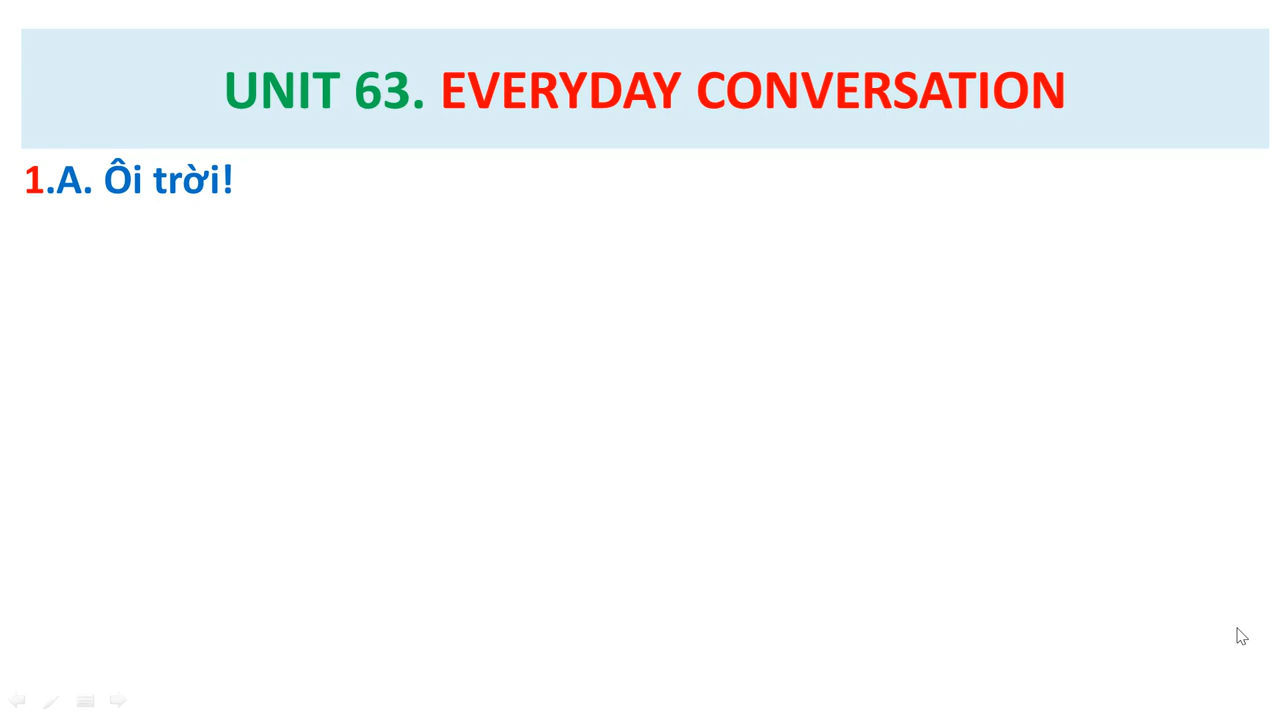 UNIT 63. EVERYDAY CONVERSATION
1.A. Ôi trời!